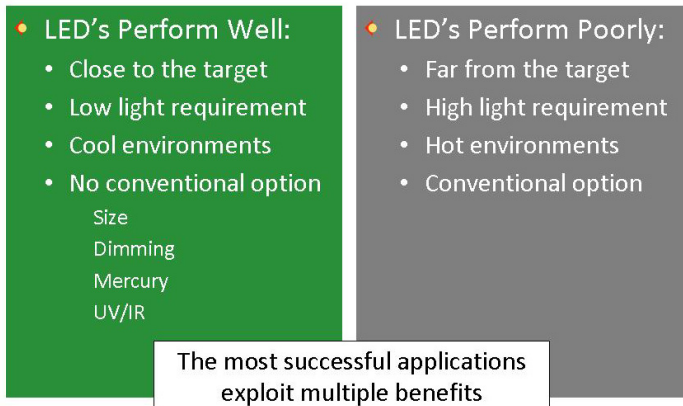 LED's Perform Well:
• Close to the target
• Low light requirement
• Cool environments
• No conventional option
Size
Dimming
Mercury
UV/IR
LED's Perform Poorly:
• Far from the target
• High light requirement
• Hot environments
• Conventional option
The most successful applications
exploit multiple benefits